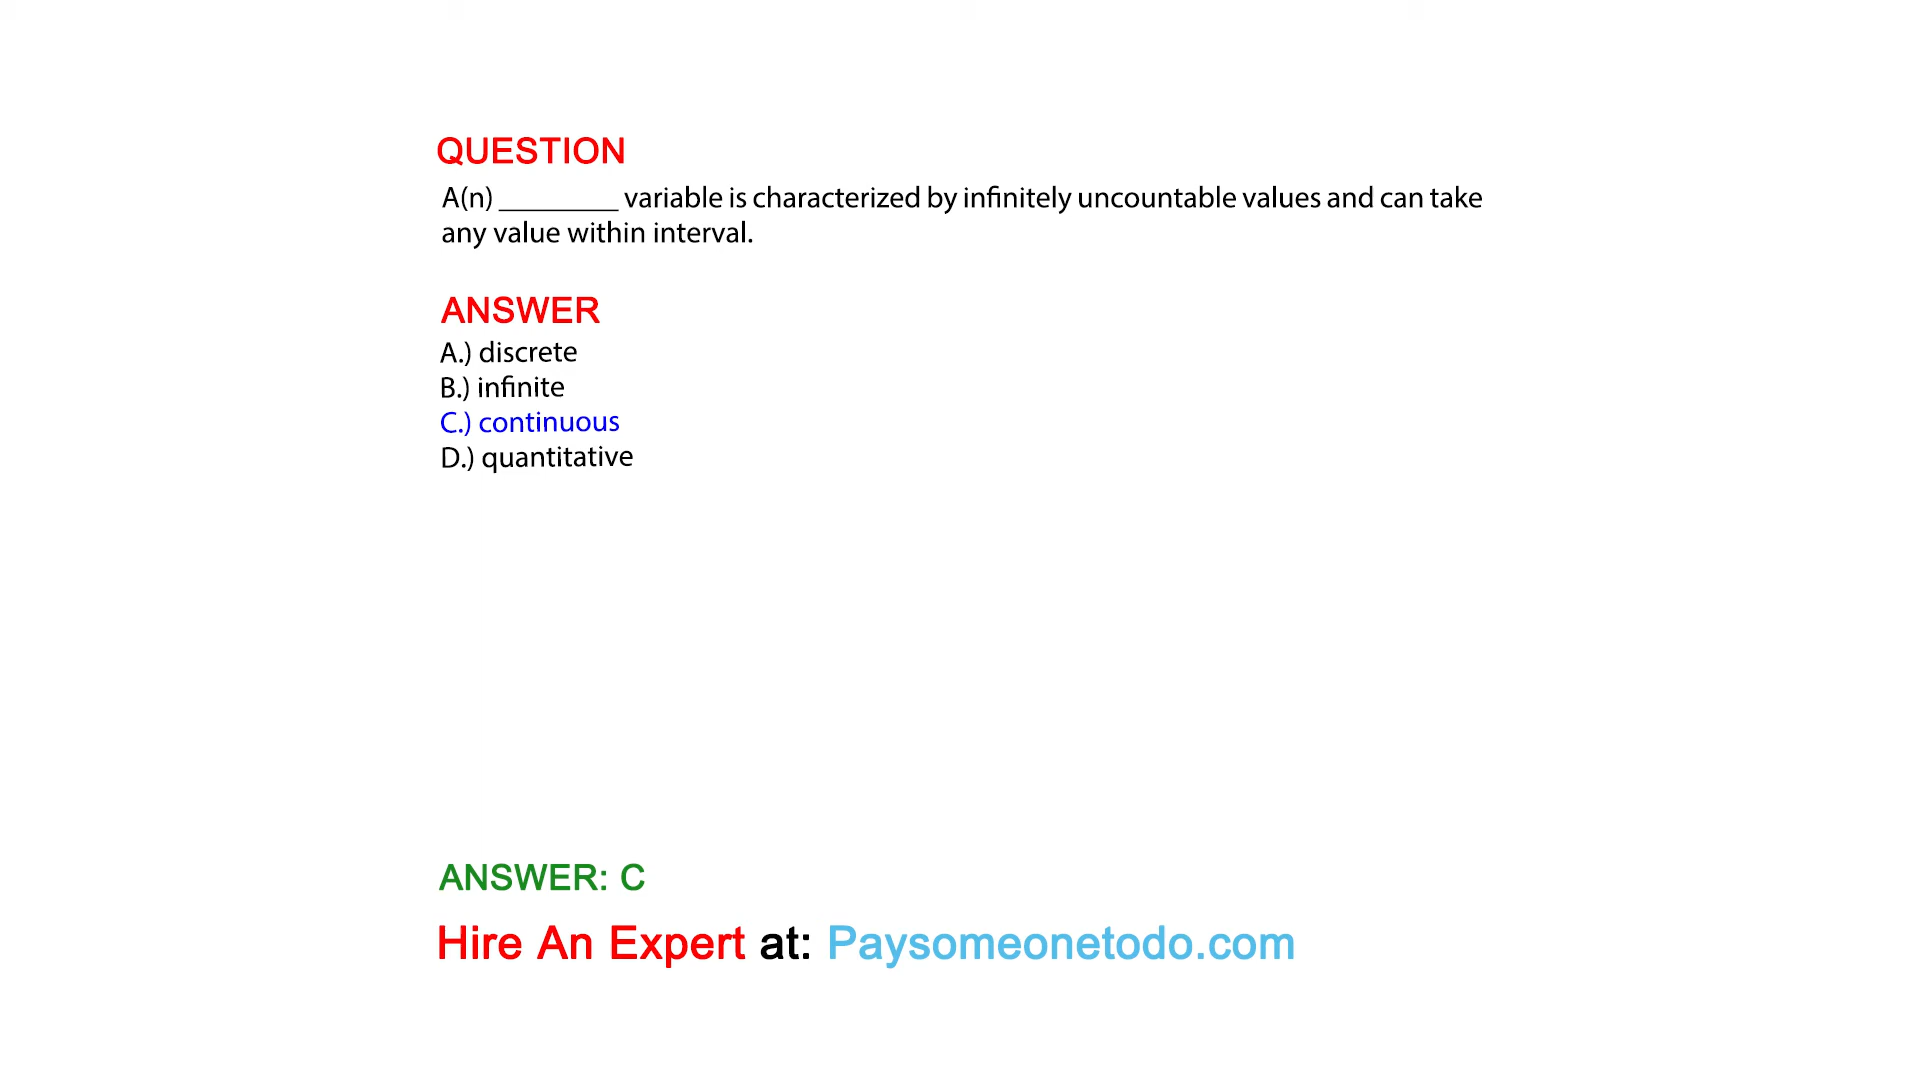 QUESTION
A(n) ________ variable is characterized by infinitely uncountable values and can take
any value within interval.
ANSWER
A.) discrete
B.) infinite
C.) continuous
D.) quantitative
ANSWER: C
Hire An Expert at: Paysomeonetodo.com